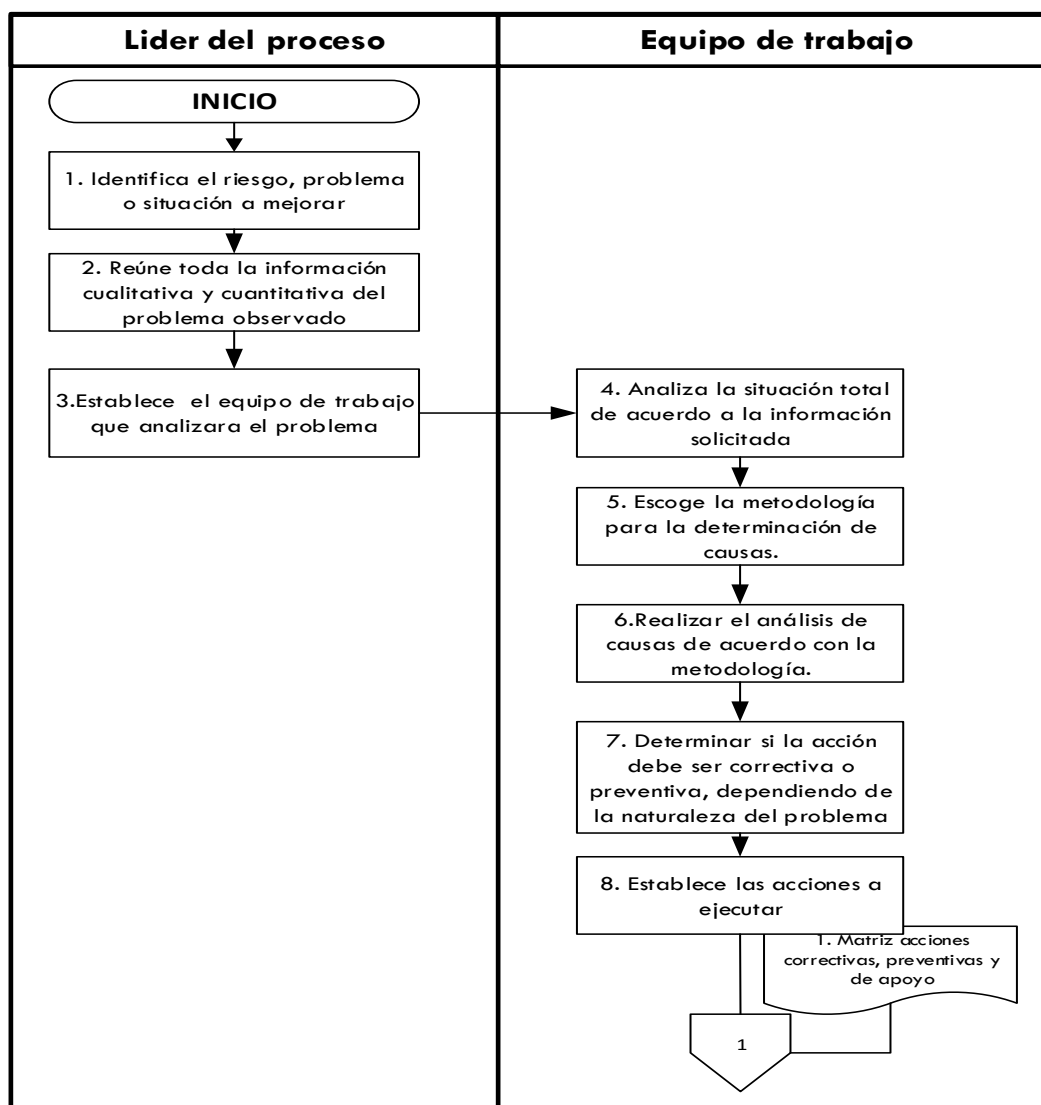 Lider del proceso
Equipo de trabajo
INICIO
1. Identifica el riesgo, problema
o situación a mejorar
2. Reúne toda la información
cualitativa y cuantitativa del
problema observado
3.Establece el equipo de trabajo
que analizara el problema
4. Analiza la situación total
de acuerdo a la información
solicitada
5. Escoge la metodología
para la determinación de
causas.
6.Realizar el análisis de
causas de acuerdo con la
metodología.
7. Determinar si la acción
debe ser correctiva o
preventiva, dependiendo de
la naturaleza del problema
8. Establece las acciones a
ejecutar
1. Matriz acciones
correctivas, preventivas y
de apoyo
1